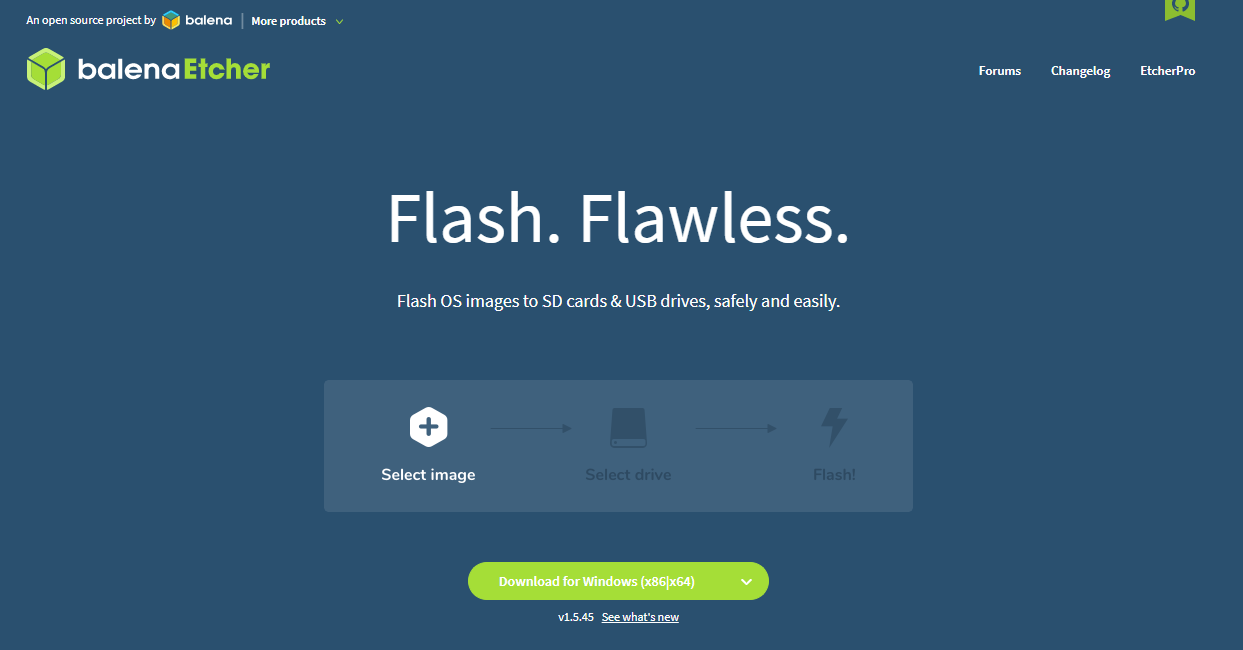 An open source project by balena More products
balenaEtcher
Forums Changelog EtcherPro
Flash. Flawless.
Flash OS images to SD cards & USB drives, safely and easily.
Select image Select drive Flash!
Download for Windows (x86|x64)
v1.5.45 See what's new